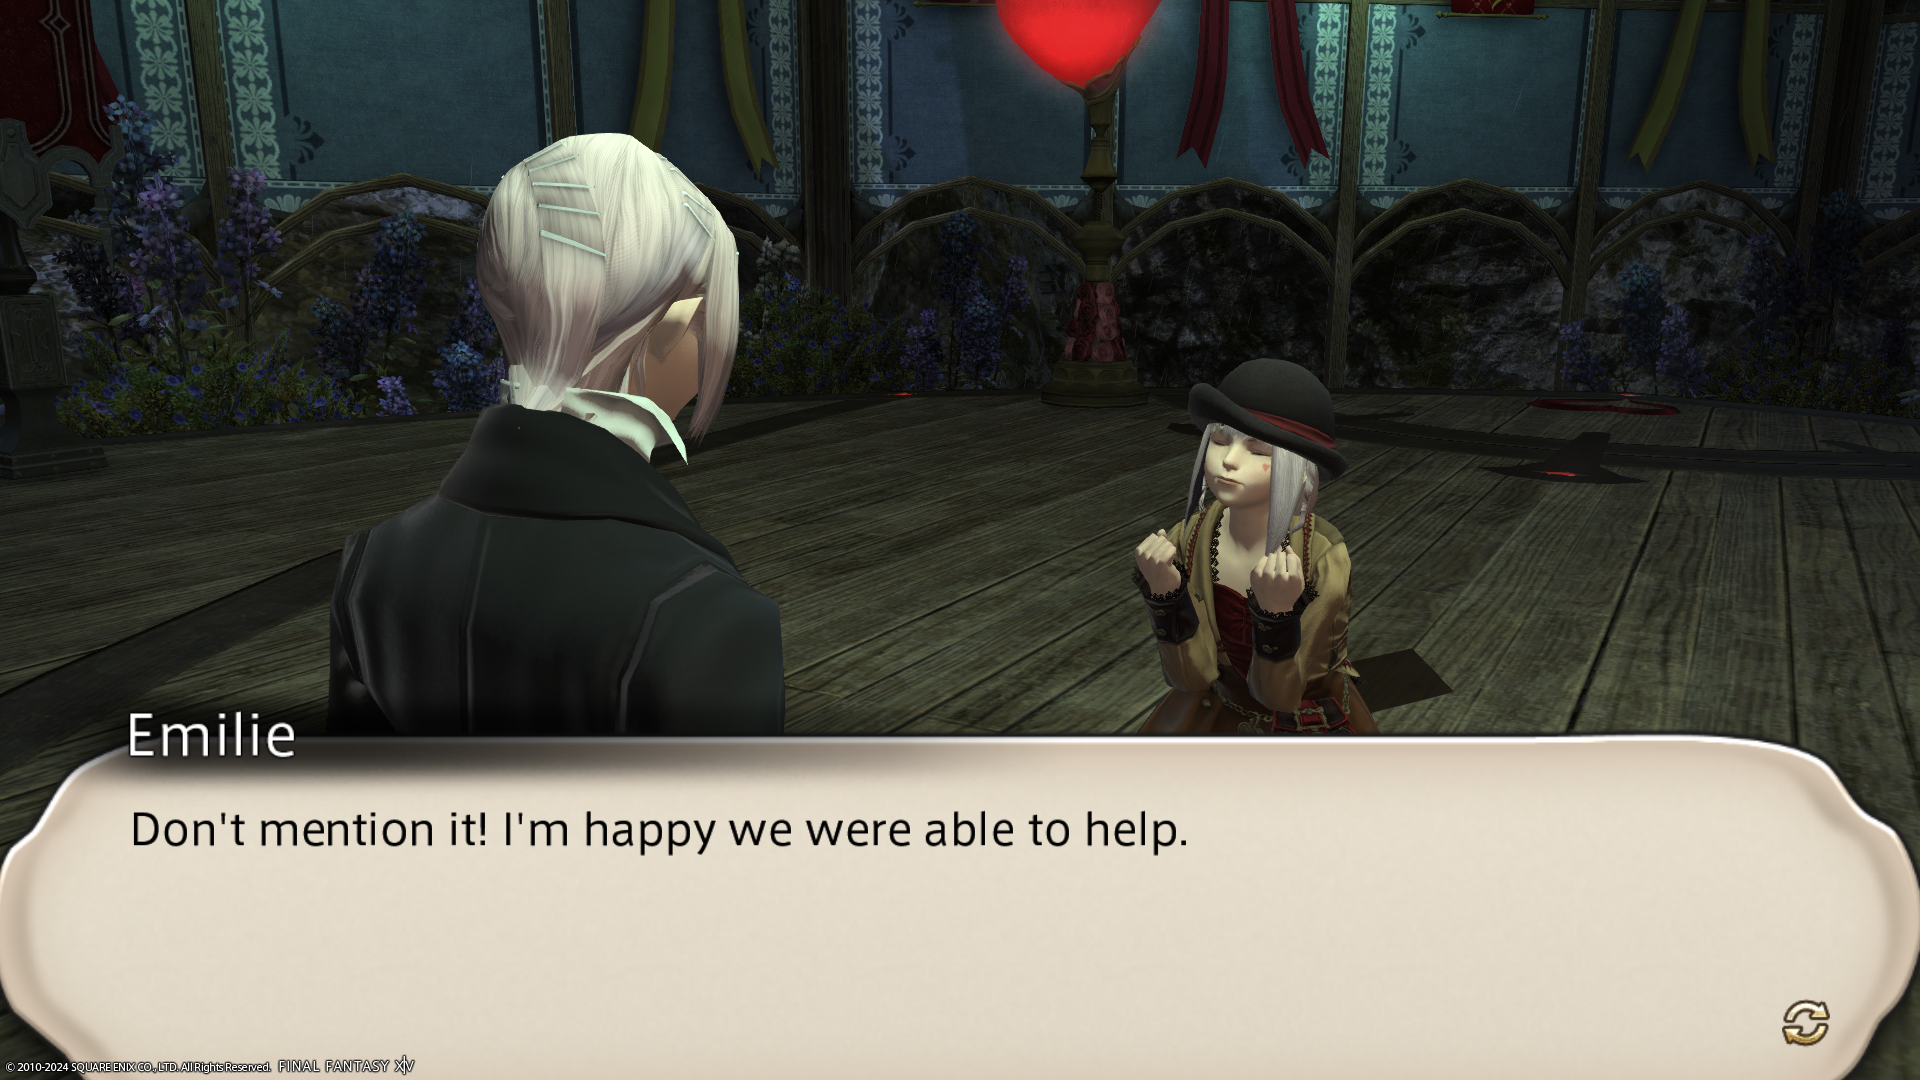 Emilie
Don't mention it! I'm happy we were able to help.
© 2010-2024 SQUARE ENIX CO., LTD. All Rights Reserved. FINAL FANTASY XIV